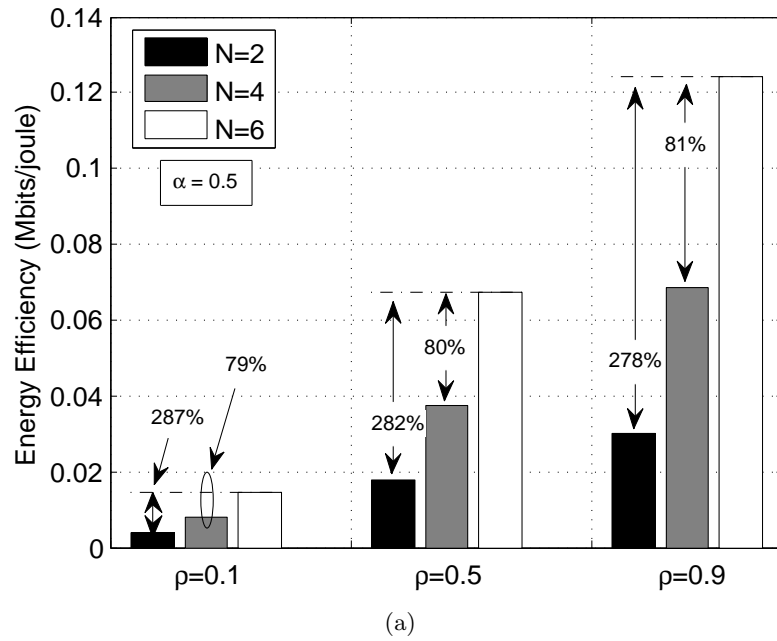 0.14
N=2
N=4
N=6
0.12
α = 0.5
0.1
81%
0.08
0.06
80%
79%
278%
0.04
287%
282%
0.02
0
Energy Efficiency (Mbits/joule)
ρ=0.1
ρ=0.5
ρ=0.9
(a)